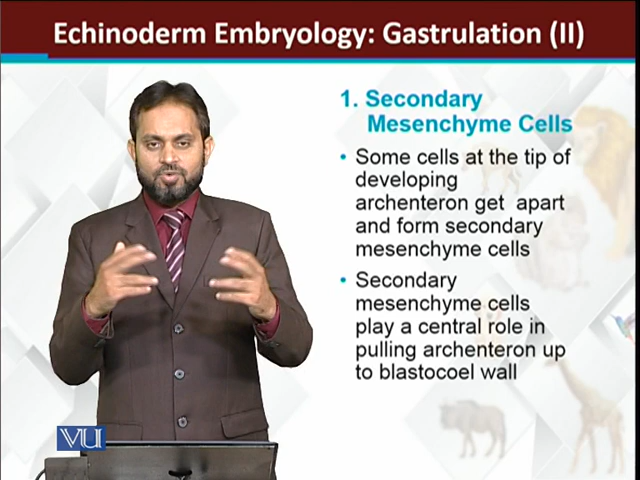 Echinoderm Embryology: Gastrulation (II)
1. Secondary
Mesenchyme Cells
• Some cells at the tip of
developing
archenteron get apart
and form secondary
mesenchyme cells
• Secondary
mesenchyme cells
play a central role in
pulling archenteron up
to blastocoel wall
VU